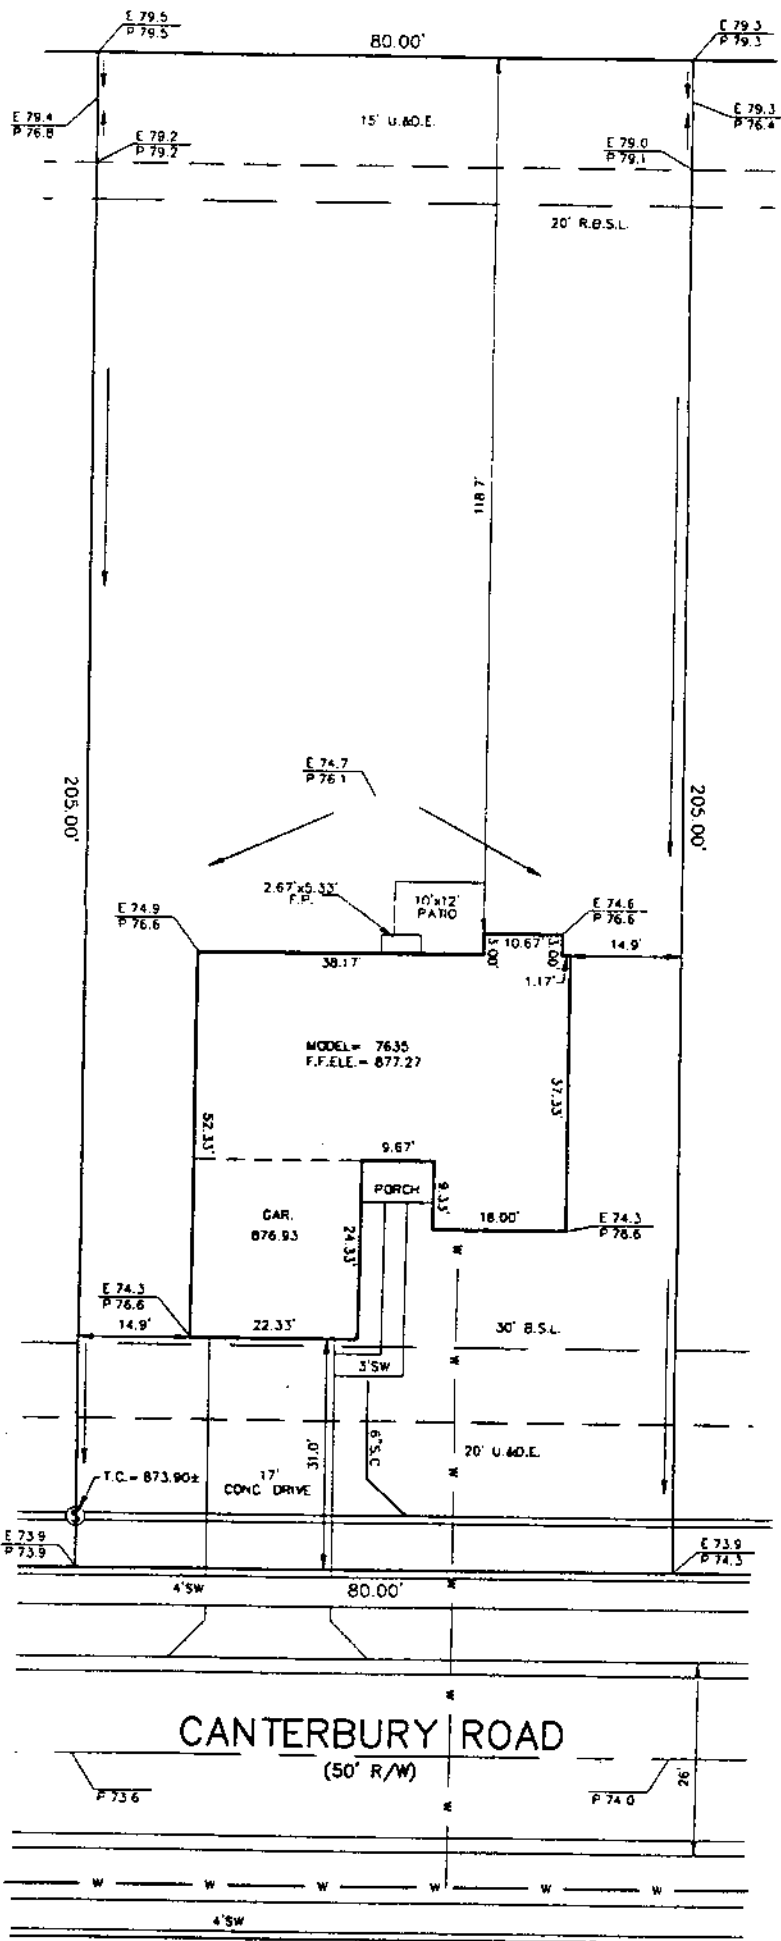 E 79.5
P 79.5
80.00'
E 79.3
P 79.3
E 79.4
P 76.8
15' U.&D.E.
E 79.3
P 76.4
E 79.2
P 79.2
E 79.0
P 79.1
20' R.B.S.L.
118.7'
E 74.7
P 76.1
205.00'
205.00'
2.67'x5.33'
F.P.
10'x12'
PATIO
E 74.9
P 76.6
E 74.6
P 76.6
38.17'
3.00'
10.67'
3.00'
14.9'
1.17'
MODEL= 7635
F.F.ELE.= 877.27
37.33'
52.33'
9.67'
PORCH
9.33'
GAR.
876.93
24.33'
18.00'
E 74.3
P 76.6
E 74.3
P 76.6
14.9'
22.33'
30' B.S.L.
W
W
3'SW
31.0'
6" S.C
20' U.&D.E.
W
T.C.= 873.90±
17'
CONC DRIVE
E 73.9
P 73.9
E 73.9
P 74.3
4'SW
80.00'
W
W
CANTERBURY ROAD
(50' R/W)
P 73.6
P 74.0
26'
W
W
W
W
W
W
W
4'SW